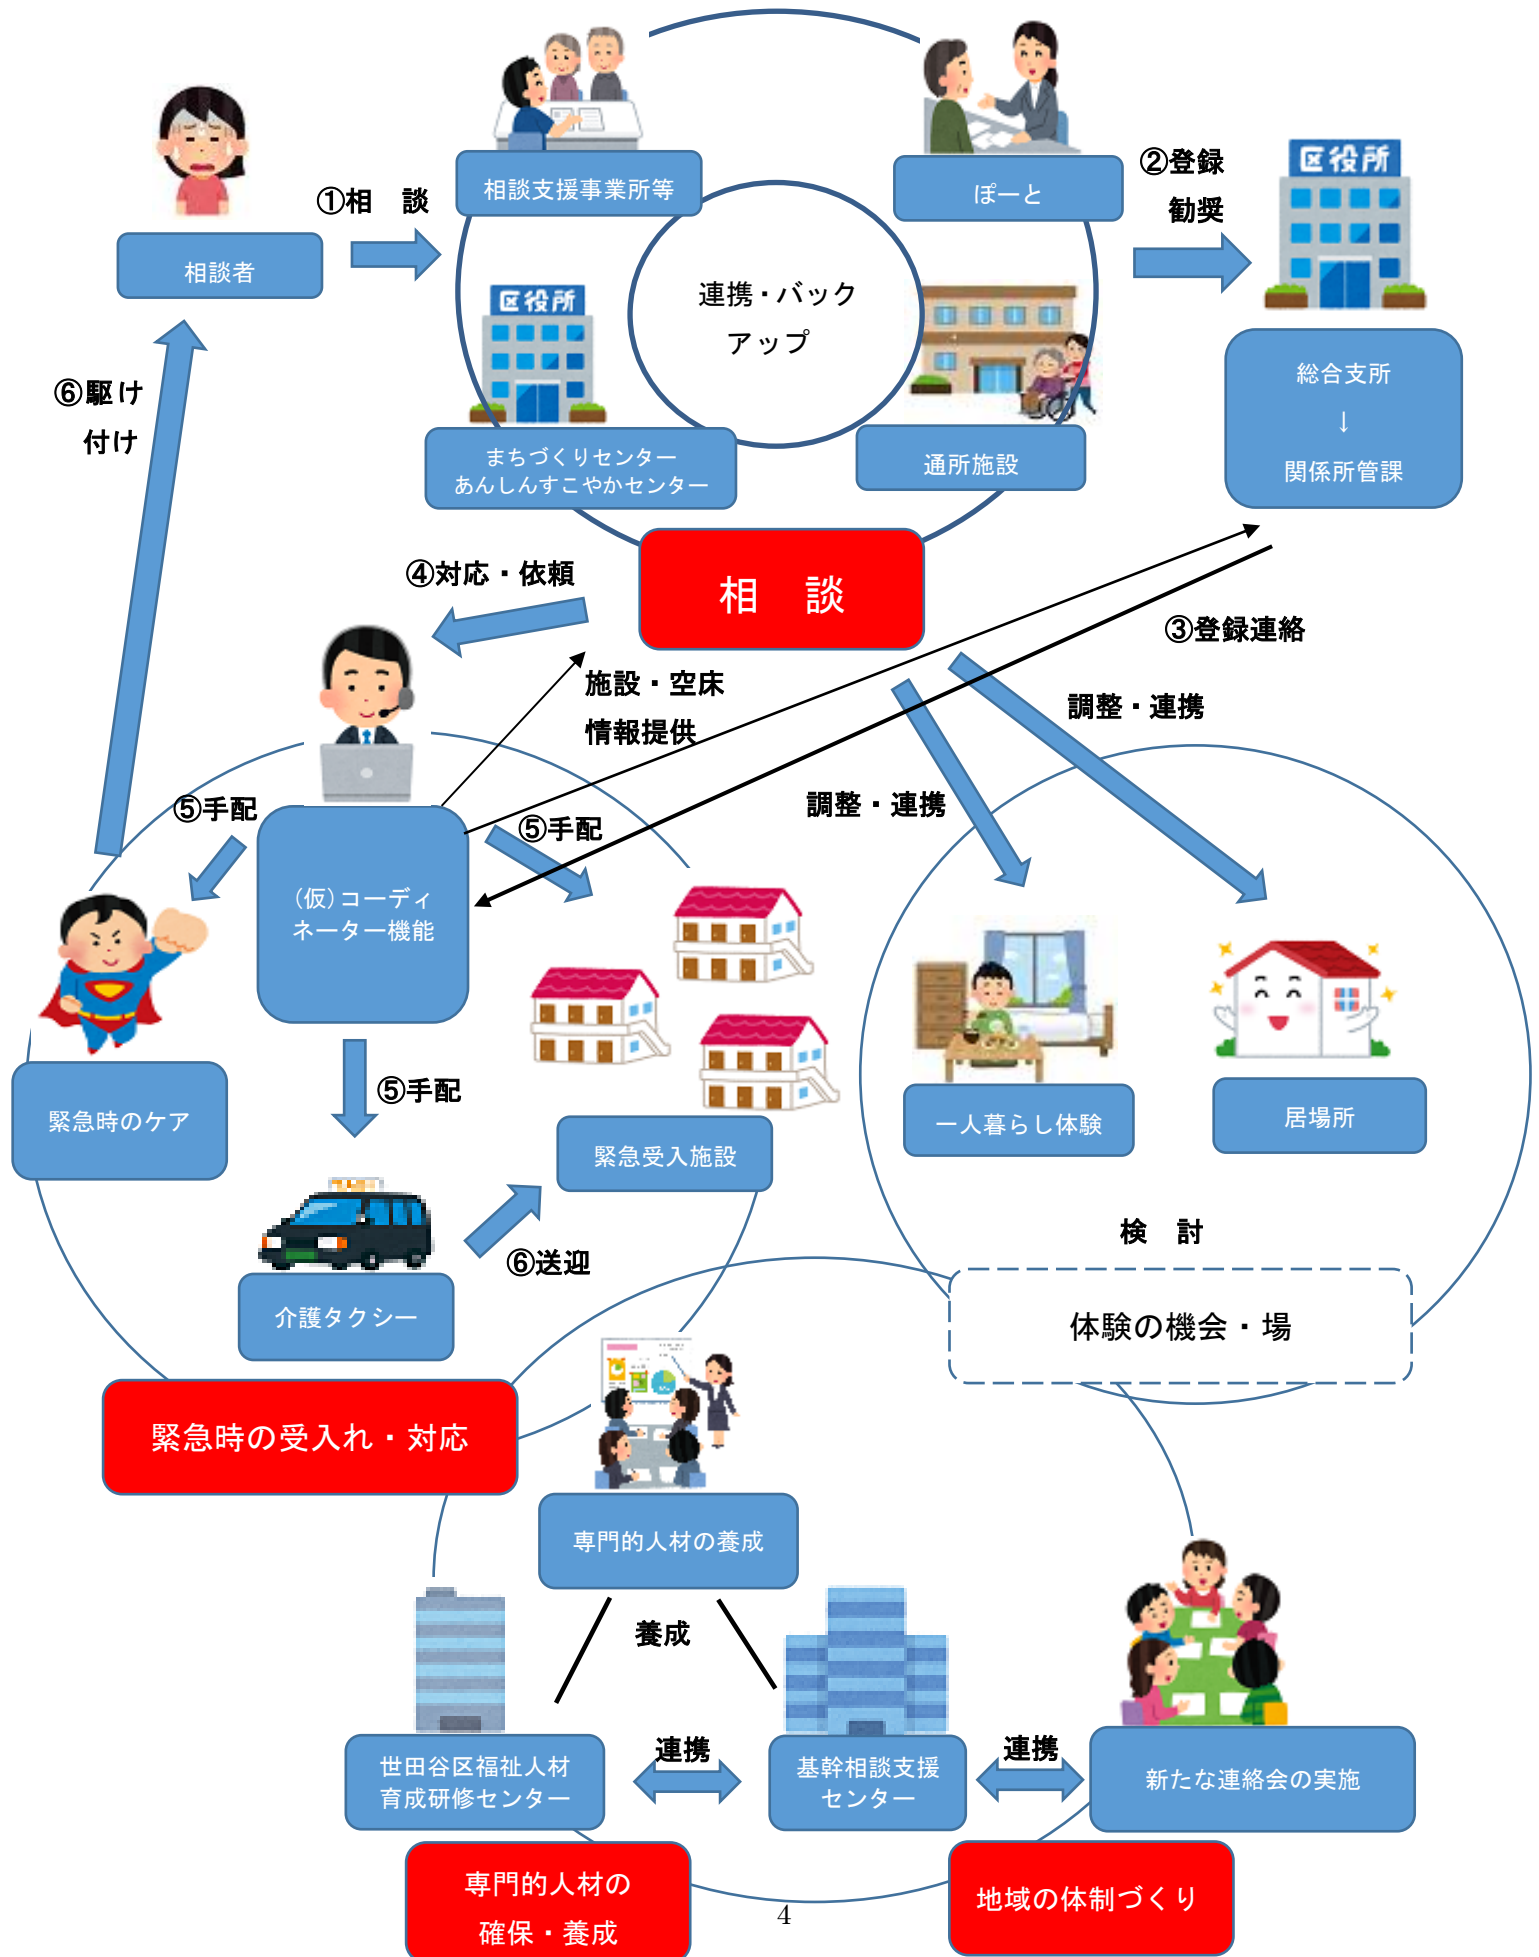 相談支援事業所等
ぽーと
②登録
勧奨
区役所
①相　談
相談者
連携・バック
アップ
区役所
総合支所
↓
関係所管課
⑥駆け
付け
まちづくりセンター
あんしんすこやかセンター
通所施設
相　談
④対応・依頼
③登録連絡
施設・空床
情報提供
調整・連携
調整・連携
⑤手配
⑤手配
(仮)コーディ
ネーター機能
⑤手配
緊急時のケア
緊急受入施設
一人暮らし体験
居場所
⑥送迎
介護タクシー
検　討
体験の機会・場
緊急時の受入れ・対応
専門的人材の養成
養成
世田谷区福祉人材
育成研修センター
連携
基幹相談支援
センター
連携
新たな連絡会の実施
専門的人材の
確保・養成
地域の体制づくり
4